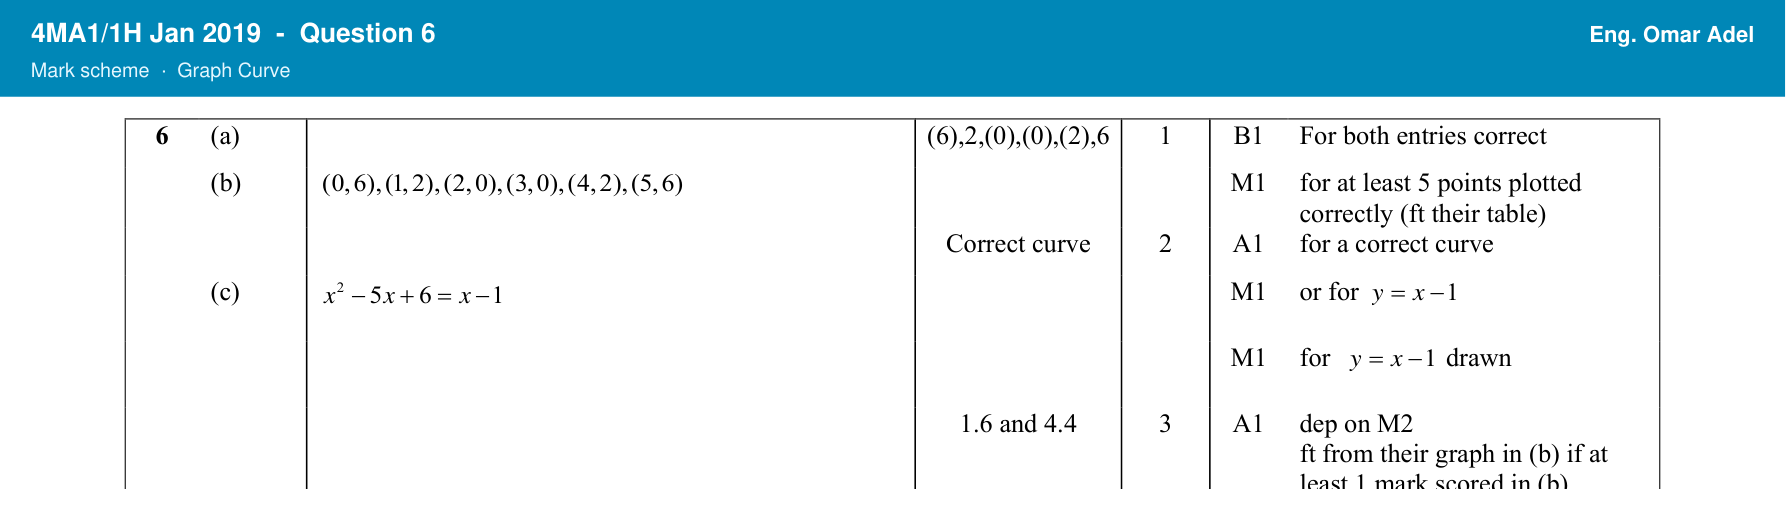 4MA1/1H Jan 2019 - Question 6
Eng. Omar Adel
Mark scheme · Graph Curve
6 (a) (6),2,(0),(0),(2),6 1 B1 For both entries correct
(b) (0,6),(1,2),(2,0),(3,0),(4,2),(5,6) M1 for at least 5 points plotted
correctly (ft their table)
Correct curve 2 A1 for a correct curve
(c) x² − 5x + 6 = x − 1 M1 or for y = x − 1
M1 for y = x − 1 drawn
1.6 and 4.4 3 A1 dep on M2
ft from their graph in (b) if at
least 1 mark scored in (b)